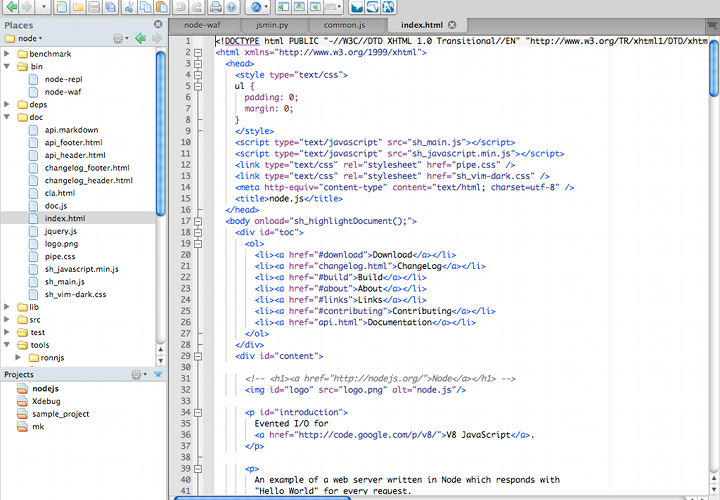 Places
node
benchmark
bin
node-repl
node-waf
deps
doc
api.markdown
api_footer.html
api_header.html
changelog_footer.html
changelog_header.html
cla.html
doc.js
index.html
jquery.js
logo.png
pipe.css
sh_javascript.min.js
sh_main.js
sh_vim-dark.css
lib
src
test
tools
ronnjs
Projects
nodejs
Xdebug
sample_project
mk
node-waf jsmin.py common.js index.html
1 <!DOCTYPE html PUBLIC "-//W3C//DTD XHTML 1.0 Transitional//EN" "http://www.w3.org/TR/xhtml1/DTD/xhtm
2 <html xmlns="http://www.w3.org/1999/xhtml">
3 <head>
4 <style type="text/css">
5 ul {
6 padding: 0;
7 margin: 0;
8 }
9 </style>
10 <script type="text/javascript" src="sh_main.js"></script>
11 <script type="text/javascript" src="sh_javascript.min.js"></script>
12 <link type="text/css" rel="stylesheet" href="pipe.css" />
13 <link type="text/css" rel="stylesheet" href="sh_vim-dark.css" />
14 <meta http-equiv="content-type" content="text/html; charset=utf-8" />
15 <title>node.js</title>
16 </head>
17 <body onload="sh_highlightDocument();">
18 <div id="toc">
19 <ol>
20 <li><a href="#download">Download</a></li>
21 <li><a href="changelog.html">ChangeLog</a></li>
22 <li><a href="#build">Build</a></li>
23 <li><a href="#about">About</a></li>
24 <li><a href="#links">Links</a></li>
25 <li><a href="#contributing">Contributing</a></li>
26 <li><a href="api.html">Documentation</a></li>
27 </ol>
28 </div>
29 <div id="content">
30
31 <!-- <h1><a href="http://nodejs.org/">Node</a></h1> -->
32 <img id="logo" src="logo.png" alt="node.js"/>
33
34 <p id="introduction">
35 Evented I/O for
36 <a href="http://code.google.com/p/v8/">V8 JavaScript</a>.
37 </p>
38
39 <p>
40 An example of a web server written in Node which responds with
41 "Hello World" for every request.